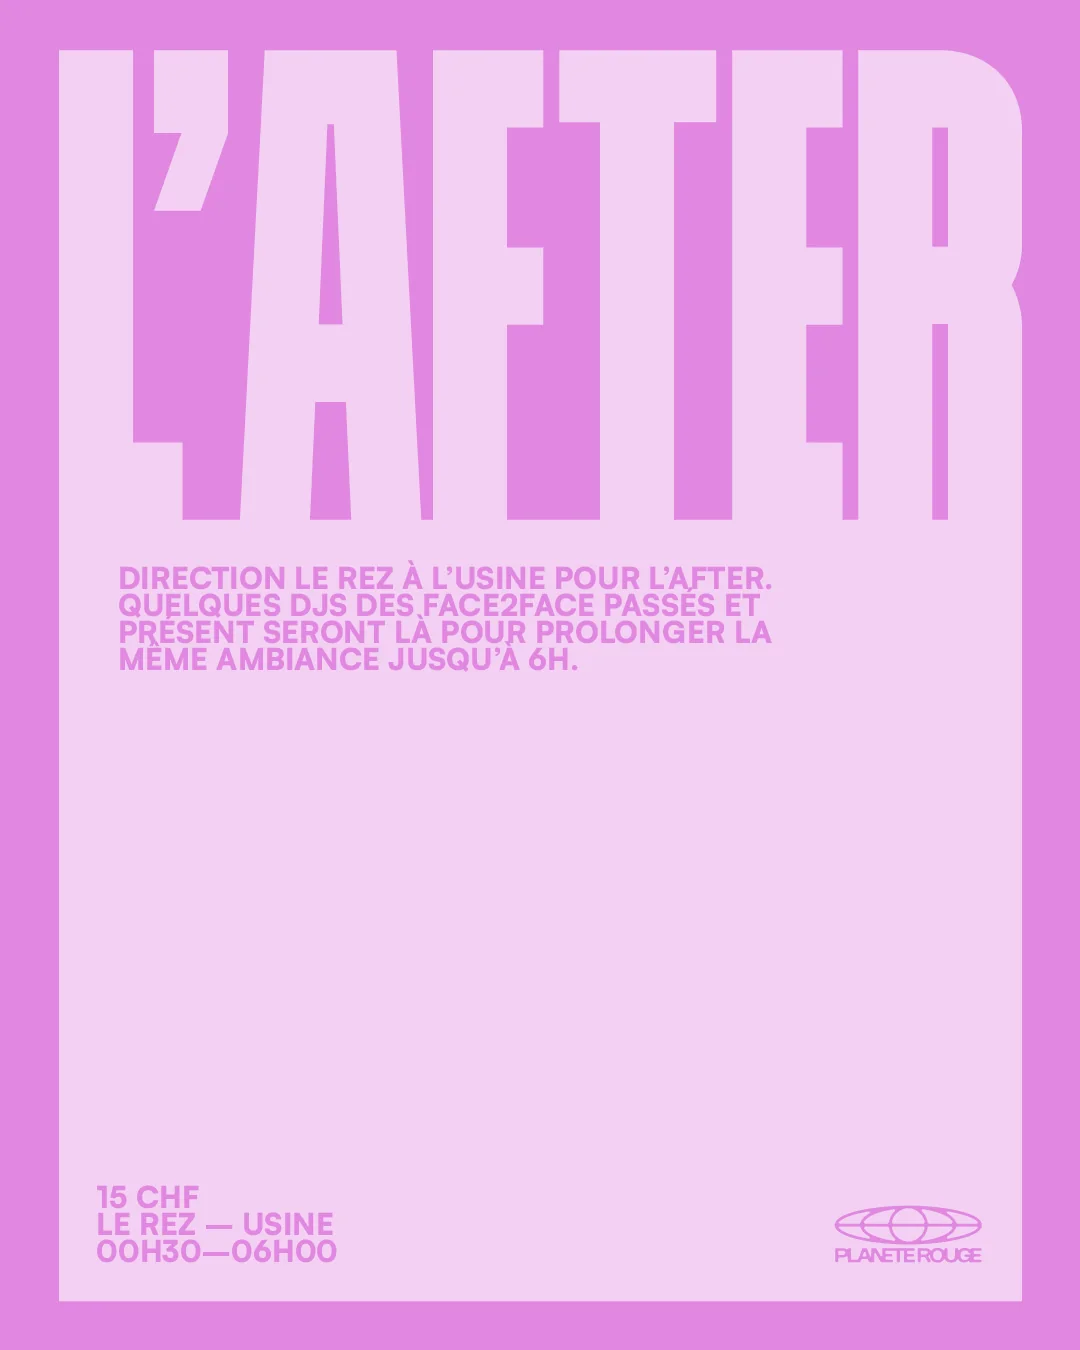 L’AFTER
DIRECTION LE REZ À L’USINE POUR L’AFTER.
QUELQUES DJS DES FACE2FACE PASSÉS ET
PRÉSENT SERONT LÀ POUR PROLONGER LA
MÊME AMBIANCE JUSQU’À 6H.
15 CHF
LE REZ — USINE
00H30—06H00
PLANETE ROUGE